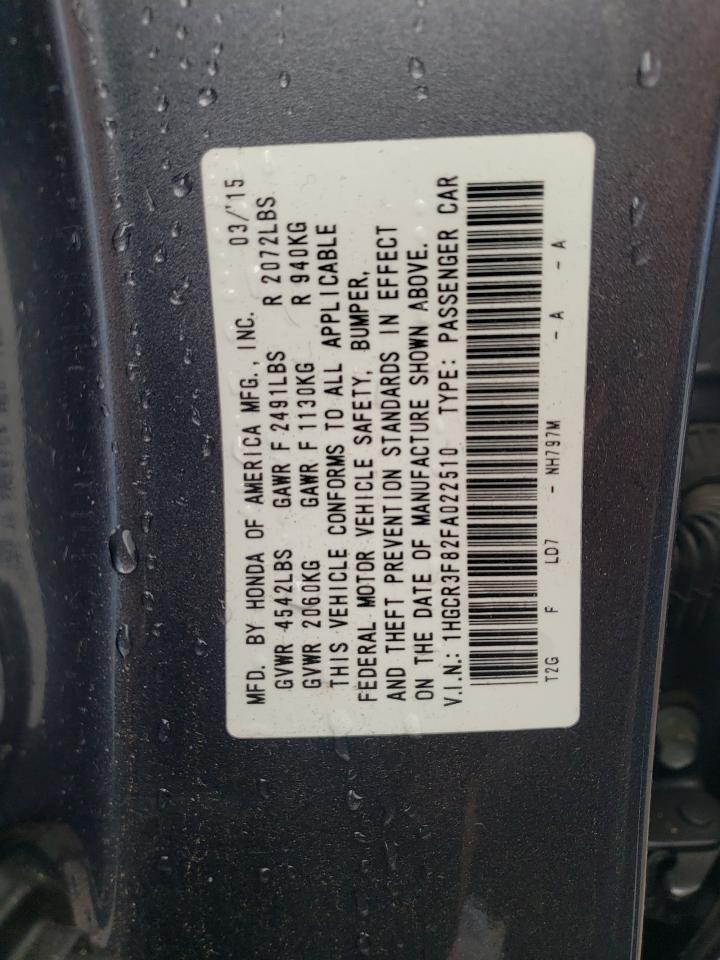 MFD. BY HONDA OF AMERICA MFG., INC. 03/'15
GVWR 4542LBS GAWR F 2491LBS R 2072LBS
GVWR 2060KG GAWR F 1130KG R 940KG
THIS VEHICLE CONFORMS TO ALL APPLICABLE
FEDERAL MOTOR VEHICLE SAFETY, BUMPER,
AND THEFT PREVENTION STANDARDS IN EFFECT
ON THE DATE OF MANUFACTURE SHOWN ABOVE.
V.I.N.: 1HGCR3F82FA022510 TYPE: PASSENGER CAR
T2G F LD7 - NH797M - A - A